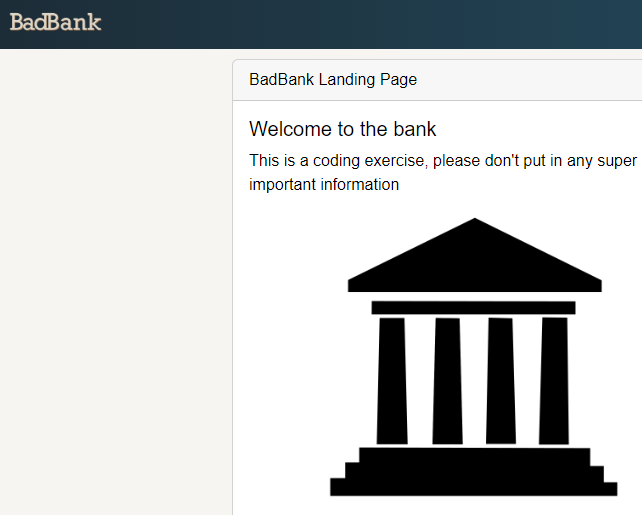 BadBank
BadBank Landing Page
Welcome to the bank
This is a coding exercise, please don't put in any super
important information